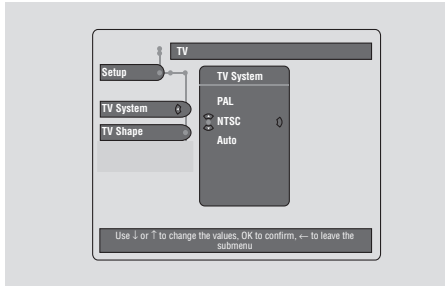 TV
Setup
TV System
TV Shape
TV System
PAL
NTSC
Auto
Use ↓ or ↑ to change the values, OK to confirm, ← to leave the
submenu